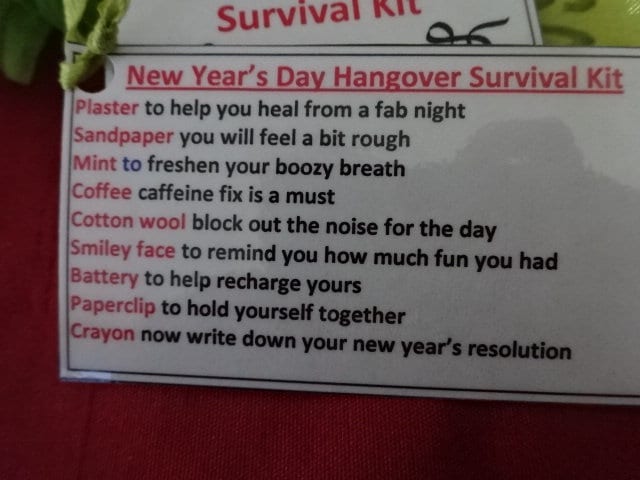 Survival Kit
New Year's Day Hangover Survival Kit
Plaster to help you heal from a fab night
Sandpaper you will feel a bit rough
Mint to freshen your boozy breath
Coffee caffeine fix is a must
Cotton wool block out the noise for the day
Smiley face to remind you how much fun you had
Battery to help recharge yours
Paperclip to hold yourself together
Crayon now write down your new year's resolution